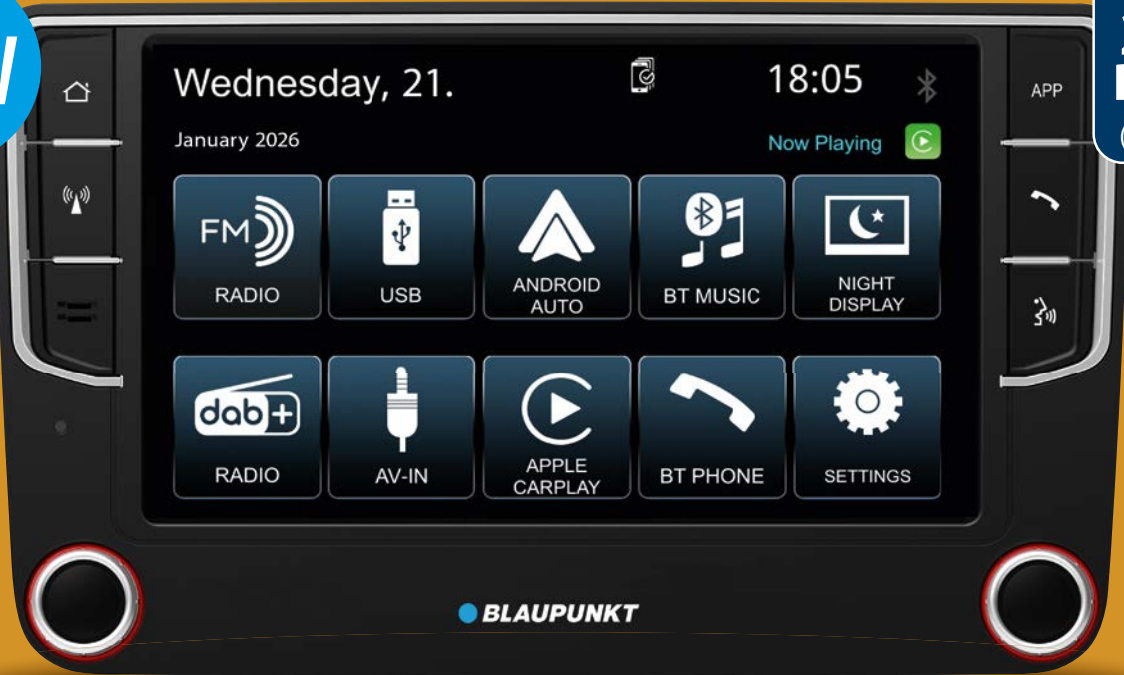 Wednesday, 21.
18:05
January 2026
Now Playing
APP
FM
RADIO
USB
ANDROID
AUTO
BT MUSIC
NIGHT
DISPLAY
dab+
RADIO
AV-IN
APPLE
CARPLAY
BT PHONE
SETTINGS
BLAUPUNKT